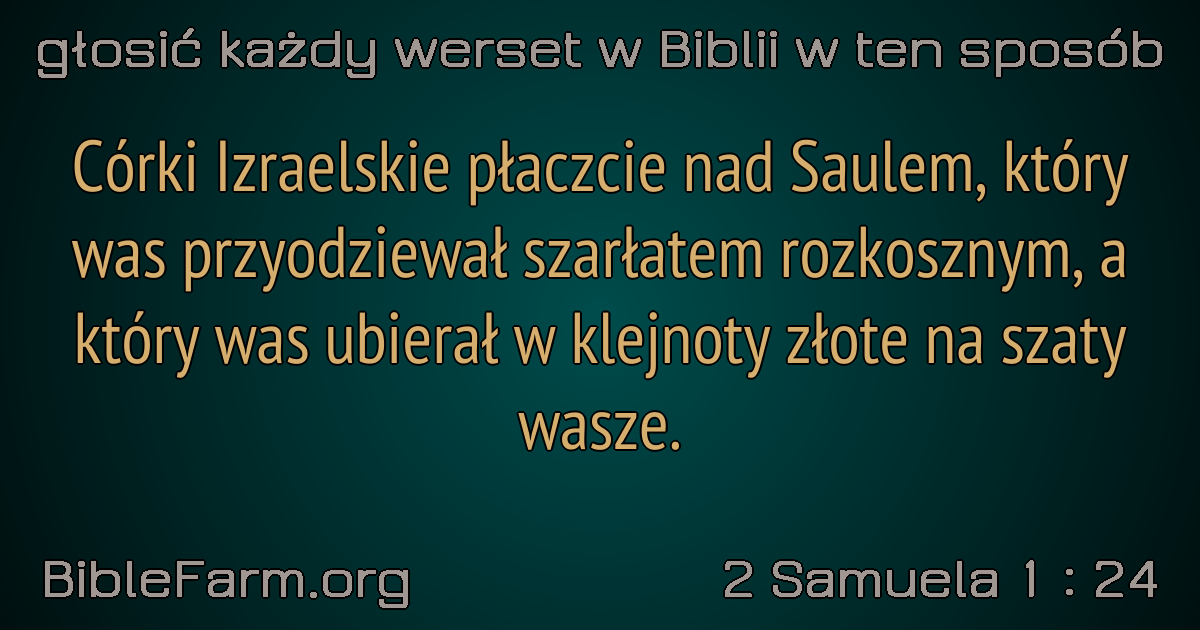 głosić każdy werset w Biblii w ten sposób
Córki Izraelskie płaczcie nad Saulem, który
was przyodziewał szarłatem rozkosznym, a
który was ubierał w klejnoty złote na szaty
wasze.
BibleFarm.org
2 Samuela 1 : 24